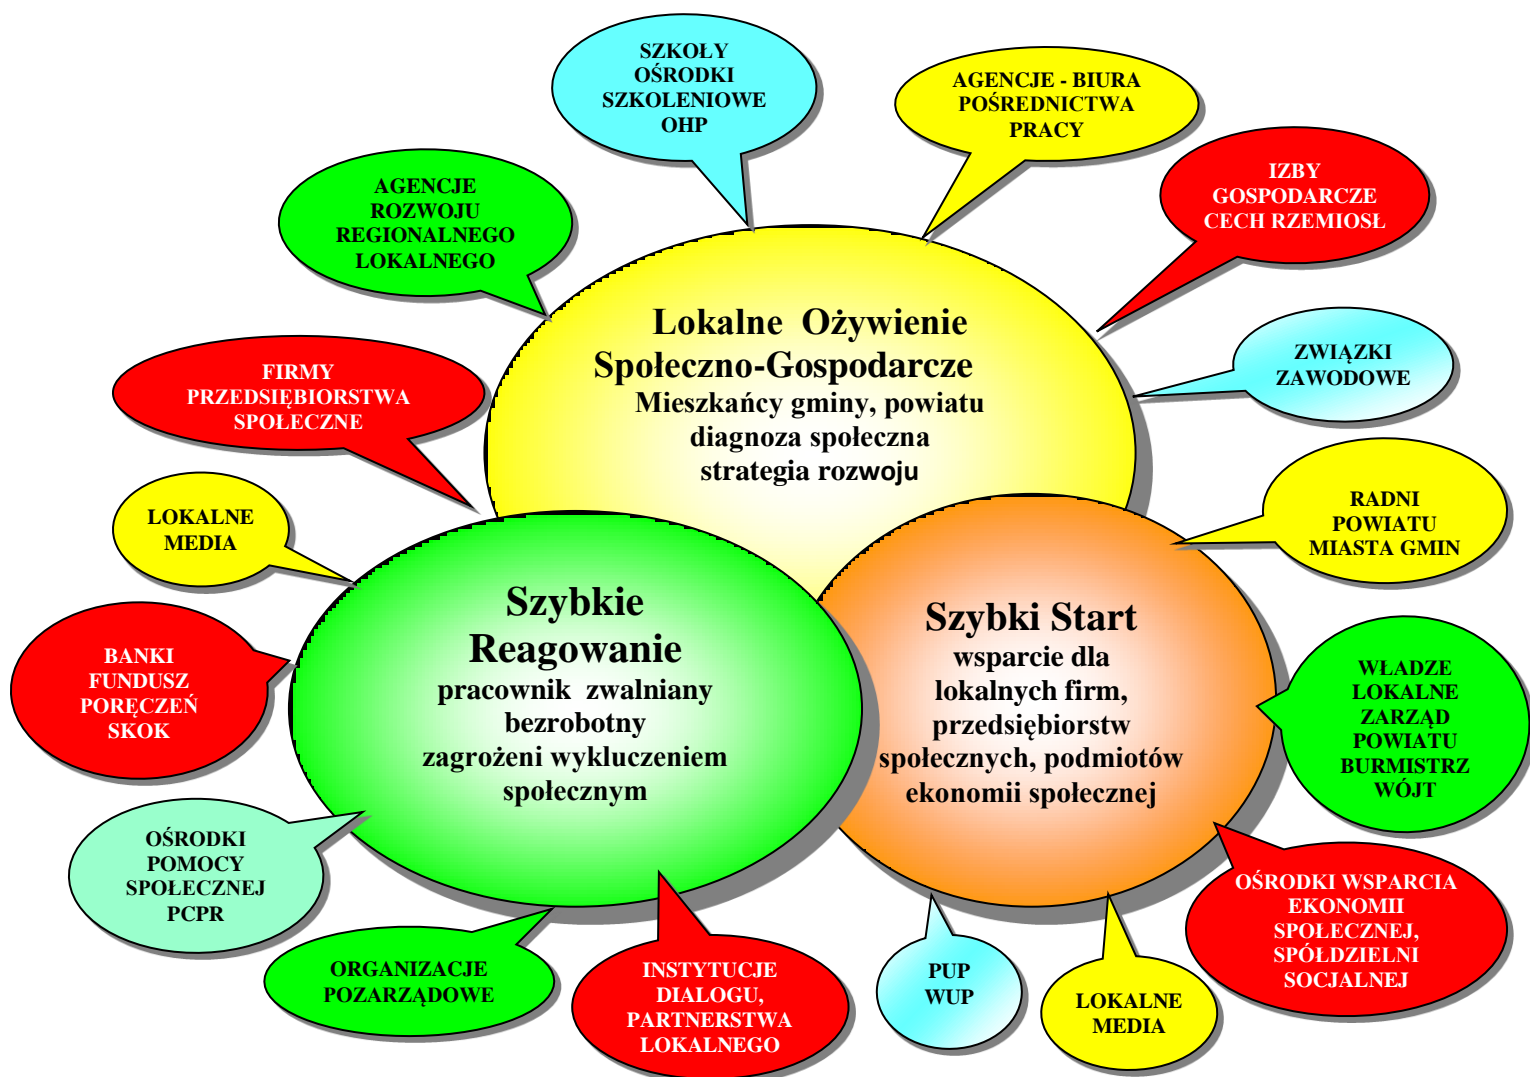 SZKOŁY
OŚRODKI
SZKOLENIOWE
OHP
AGENCJE - BIURA
POŚREDNICTWA
PRACY
IZBY
GOSPODARCZE
CECH RZEMIOSŁ
AGENCJE
ROZWOJU
REGIONALNEGO
LOKALNEGO
Lokalne Ożywienie
Społeczno-Gospodarcze
Mieszkańcy gminy, powiatu
diagnoza społeczna
strategia rozwoju
ZWIĄZKI
ZAWODOWE
FIRMY
PRZEDSIĘBIORSTWA
SPOŁECZNE
RADNI
POWIATU
MIASTA GMIN
LOKALNE
MEDIA
Szybkie
Reagowanie
pracownik zwalniany
bezrobotny
zagrożeni wykluczeniem
społecznym
Szybki Start
wsparcie dla
lokalnych firm,
przedsiębiorstw
społecznych, podmiotów
ekonomii społecznej
BANKI
FUNDUSZ
PORĘCZEŃ
SKOK
WŁADZE
LOKALNE
ZARZĄD
POWIATU
BURMISTRZ
WÓJT
OŚRODKI
POMOCY
SPOŁECZNEJ
PCPR
OŚRODKI WSPARCIA
EKONOMII
SPOŁECZNEJ,
SPÓŁDZIELNI
SOCJALNEJ
ORGANIZACJE
POZARZĄDOWE
INSTYTUCJE
DIALOGU,
PARTNERSTWA
LOKALNEGO
PUP
WUP
LOKALNE
MEDIA